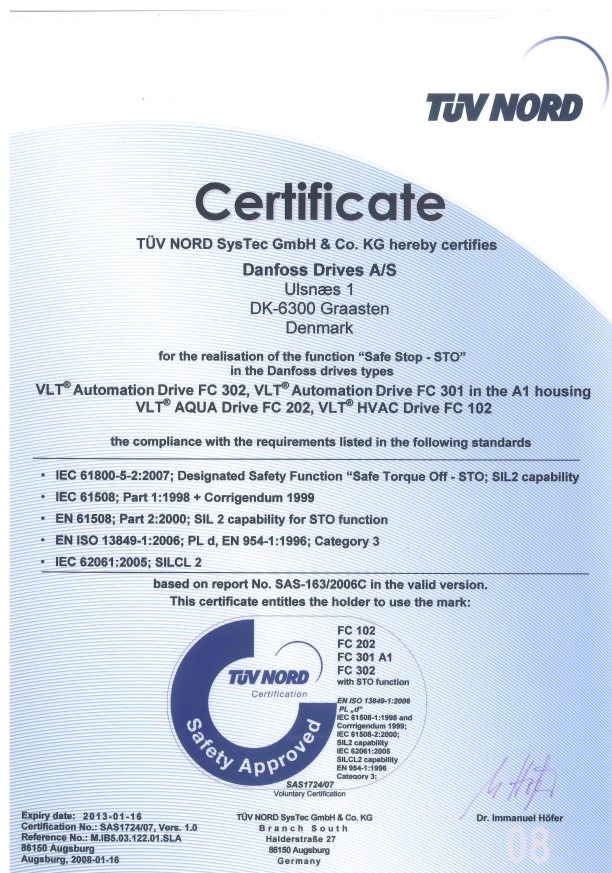 TÜV NORD
Certificate
TÜV NORD SysTec GmbH & Co. KG hereby certifies
Danfoss Drives A/S
Ulsnæs 1
DK-6300 Graasten
Denmark
for the realisation of the function “Safe Stop - STO”
in the Danfoss drives types
VLT® Automation Drive FC 302, VLT® Automation Drive FC 301 in the A1 housing
VLT® AQUA Drive FC 202, VLT® HVAC Drive FC 102
the compliance with the requirements listed in the following standards
• IEC 61800-5-2:2007; Designated Safety Function “Safe Torque Off - STO; SIL2 capability
• IEC 61508; Part 1:1998 + Corrigendum 1999
• EN 61508; Part 2:2000; SIL 2 capability for STO function
• EN ISO 13849-1:2006; PL d, EN 954-1:1996; Category 3
• IEC 62061:2005; SILCL 2
based on report No. SAS-163/2006C in the valid version.
This certificate entitles the holder to use the mark:
TÜV NORD
Certification
Safety Approved
FC 102
FC 202
FC 301 A1
FC 302
with STO function
EN ISO 13849-1:2006
PL „d“
IEC 61508-1:1998 and
Corrrigendum 1999;
IEC 61508-2:2000;
SIL2 capability
IEC 62061:2005
SILCL2 capability
EN 954-1:1996
Category 3:
SAS1724/07
Voluntary Certification
Expiry date: 2013-01-16
Certification No.: SAS1724/07, Vers. 1.0
Reference No.: M.IB5.03.122.01.SLA
86150 Augsburg
Augsburg, 2008-01-16
TÜV NORD SysTec GmbH & Co. KG
Branch South
Halderstraße 27
86150 Augsburg
Germany
Dr. Immanuel Höfer
08